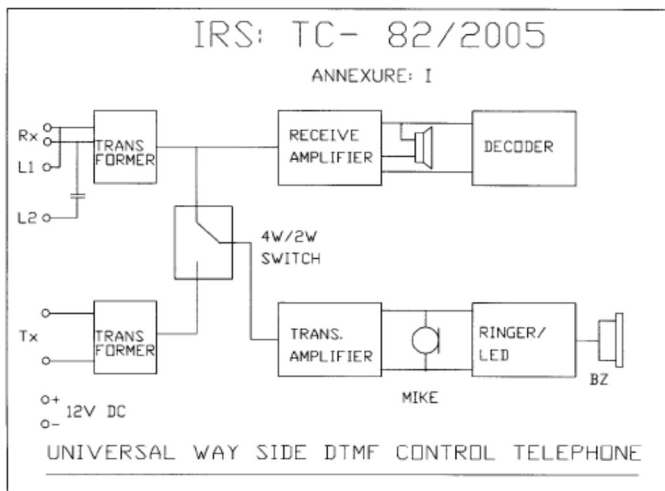 IRS: TC- 82/2005
ANNEXURE: I
Rx
L1
L2
TRANS
FORMER
RECEIVE
AMPLIFIER
DECODER
4W/2W
SWITCH
Tx
TRANS
FORMER
TRANS.
AMPLIFIER
MIKE
RINGER/
LED
BZ
+
12V DC
-
UNIVERSAL WAY SIDE DTMF CONTROL TELEPHONE